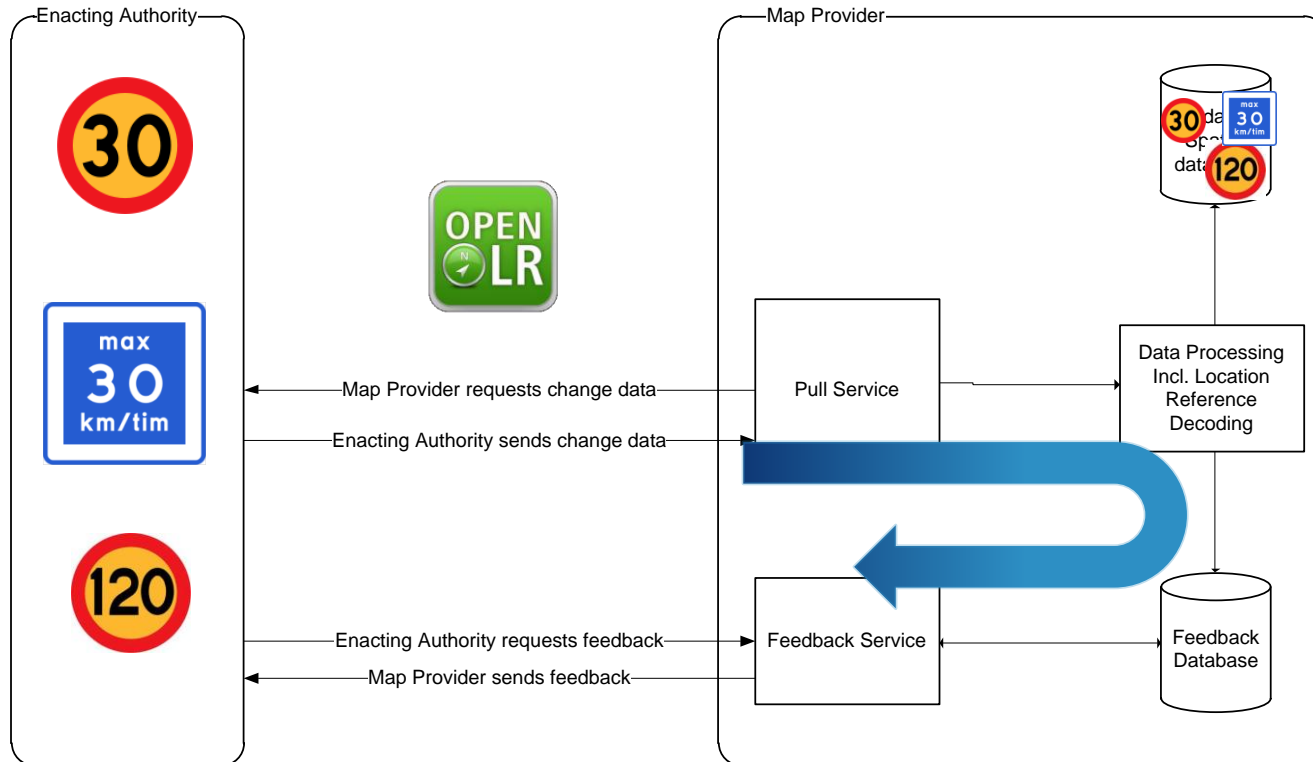 Enacting Authority
Map Provider
30
max
30
km/tim
120
OPEN
LR
N
30
max
30
km/tim
120
Map Provider requests change data
Enacting Authority sends change data
Pull Service
Data Processing
Incl. Location
Reference
Decoding
Enacting Authority requests feedback
Map Provider sends feedback
Feedback Service
Feedback
Database